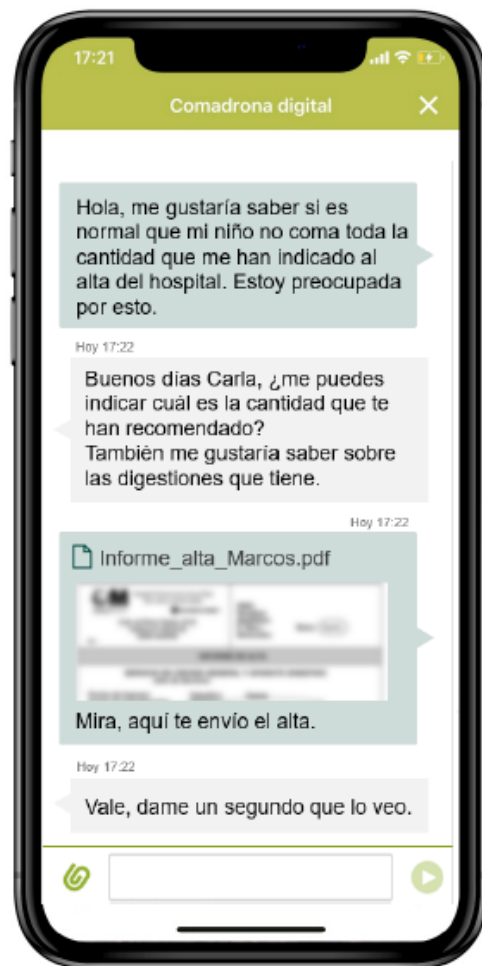 17:21
Comadrona digital
Hola, me gustaría saber si es
normal que mi niño no coma toda la
cantidad que me han indicado al
alta del hospital. Estoy preocupada
por esto.
Hoy 17:22
Buenos días Carla, ¿me puedes
indicar cuál es la cantidad que te
han recomendado?
También me gustaría saber sobre
las digestiones que tiene.
Hoy 17:22
Informe_alta_Marcos.pdf
Mira, aquí te envío el alta.
Hoy 17:22
Vale, dame un segundo que lo veo.